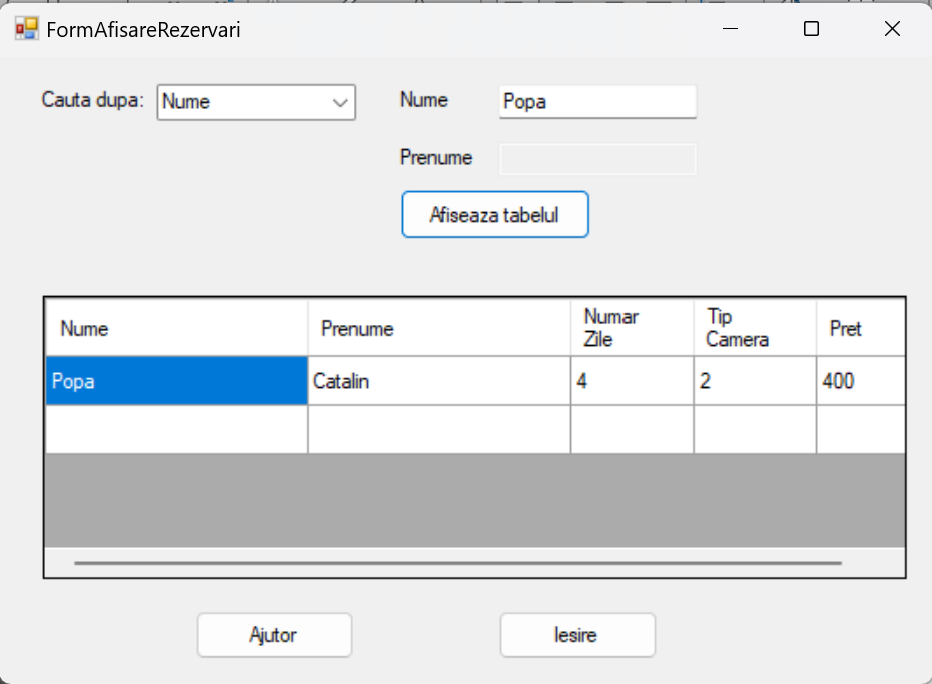 FormAfisareRezervari
Cauta dupa: Nume Nume Popa
Prenume
Afiseaza tabelul
Nume Prenume Numar Zile Tip Camera Pret
Popa Catalin 4 2 400
Ajutor Iesire